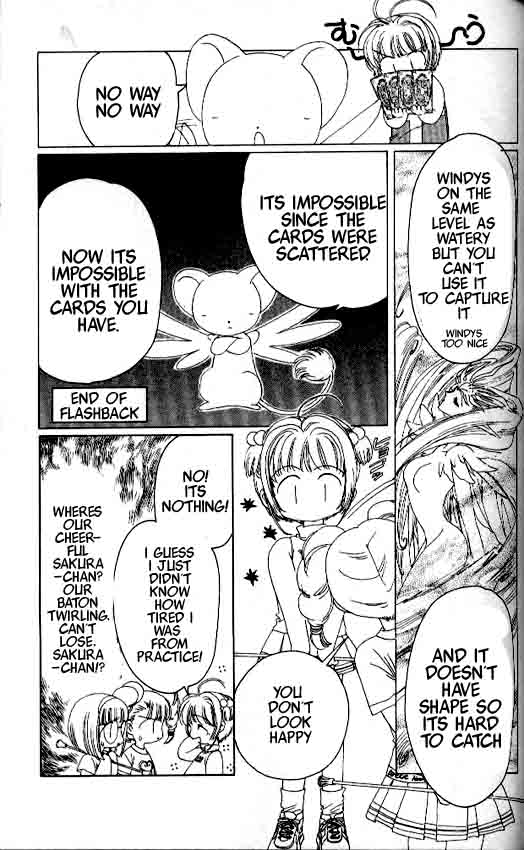 む〜う
NO WAY
NO WAY
WINDYS
ON THE
SAME
LEVEL AS
WATERY
BUT YOU
CAN'T
USE IT
TO CAPTURE
IT
WINDYS
TOO NICE
AND IT
DOESN'T
HAVE
SHAPE SO
ITS HARD
TO CATCH
ITS IMPOSSIBLE
SINCE THE
CARDS WERE
SCATTERED
NOW ITS
IMPOSSIBLE
WITH THE
CARDS YOU
HAVE.
END OF
FLASHBACK
YOU
DON'T
LOOK
HAPPY
NO!
ITS
NOTHING!
I GUESS
I JUST
DIDN'T
KNOW
HOW
TIRED I
WAS
FROM
PRACTICE!
WHERES
OUR
CHEER-
FUL
SAKURA
-CHAN?
OUR
BATON
TWIRLING.
CAN'T
LOSE.
SAKURA
-CHAN!?